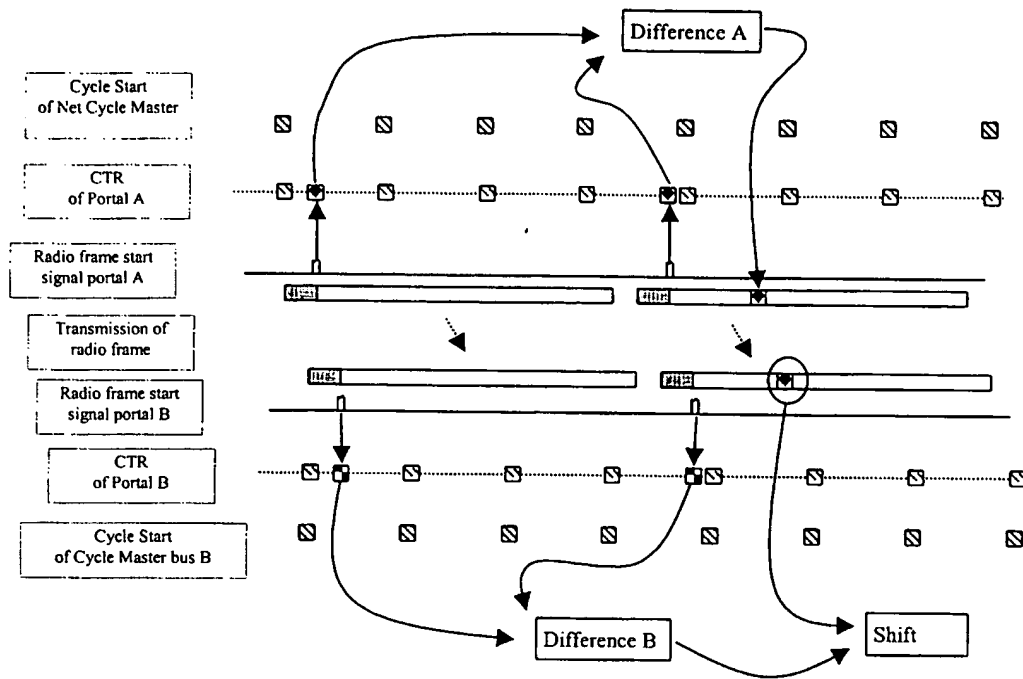 Difference A
Cycle Start
of Net Cycle Master
CTR
of Portal A
Radio frame start
signal portal A
Transmission of
radio frame
Radio frame start
signal portal B
CTR
of Portal B
Cycle Start
of Cycle Master bus B
Difference B
Shift